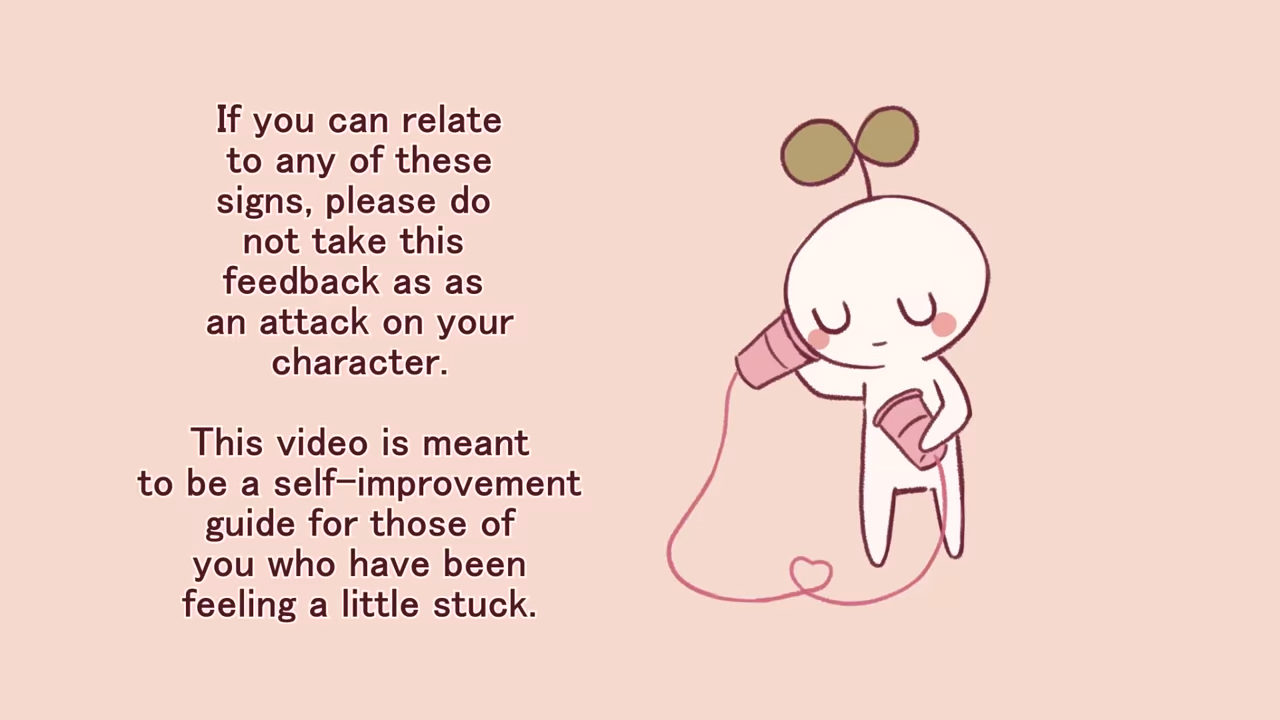 If you can relate
to any of these
signs, please do
not take this
feedback as as
an attack on your
character.
This video is meant
to be a self-improvement
guide for those of
you who have been
feeling a little stuck.